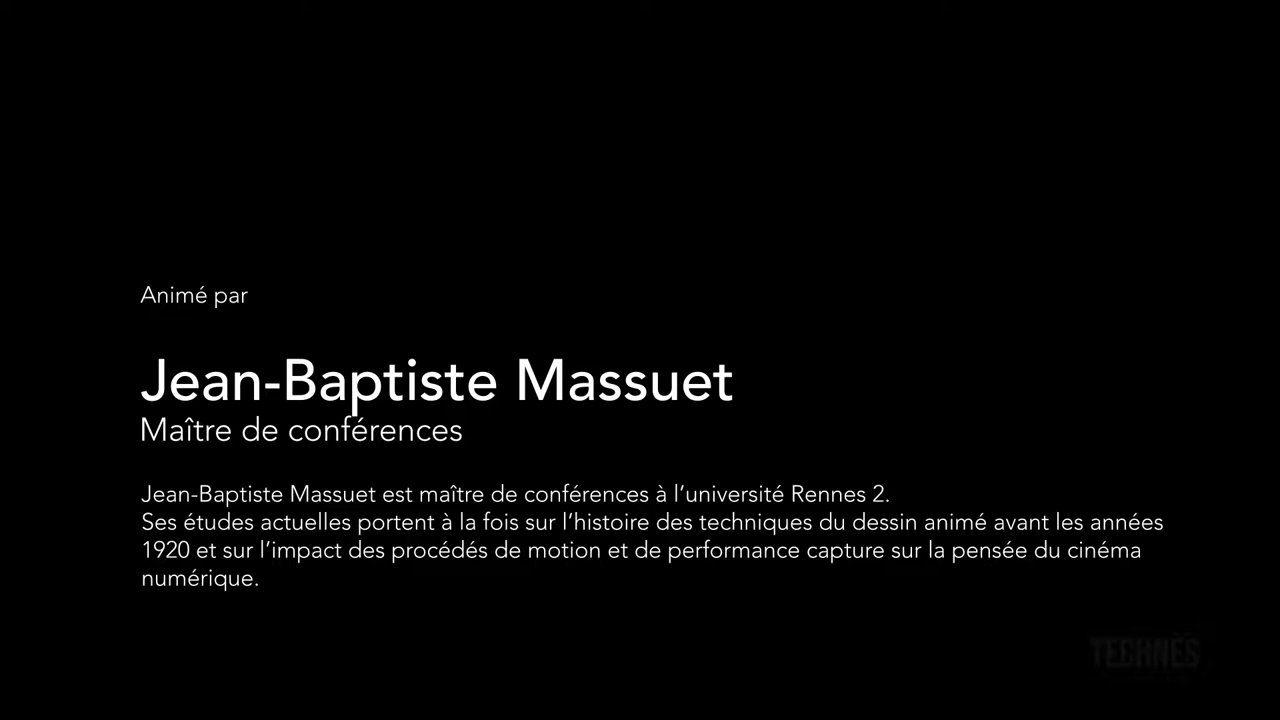 Animé par
Jean-Baptiste Massuet
Maître de conférences
Jean-Baptiste Massuet est maître de conférences à l’université Rennes 2.
Ses études actuelles portent à la fois sur l’histoire des techniques du dessin animé avant les années
1920 et sur l’impact des procédés de motion et de performance capture sur la pensée du cinéma
numérique.
TECHNÈS